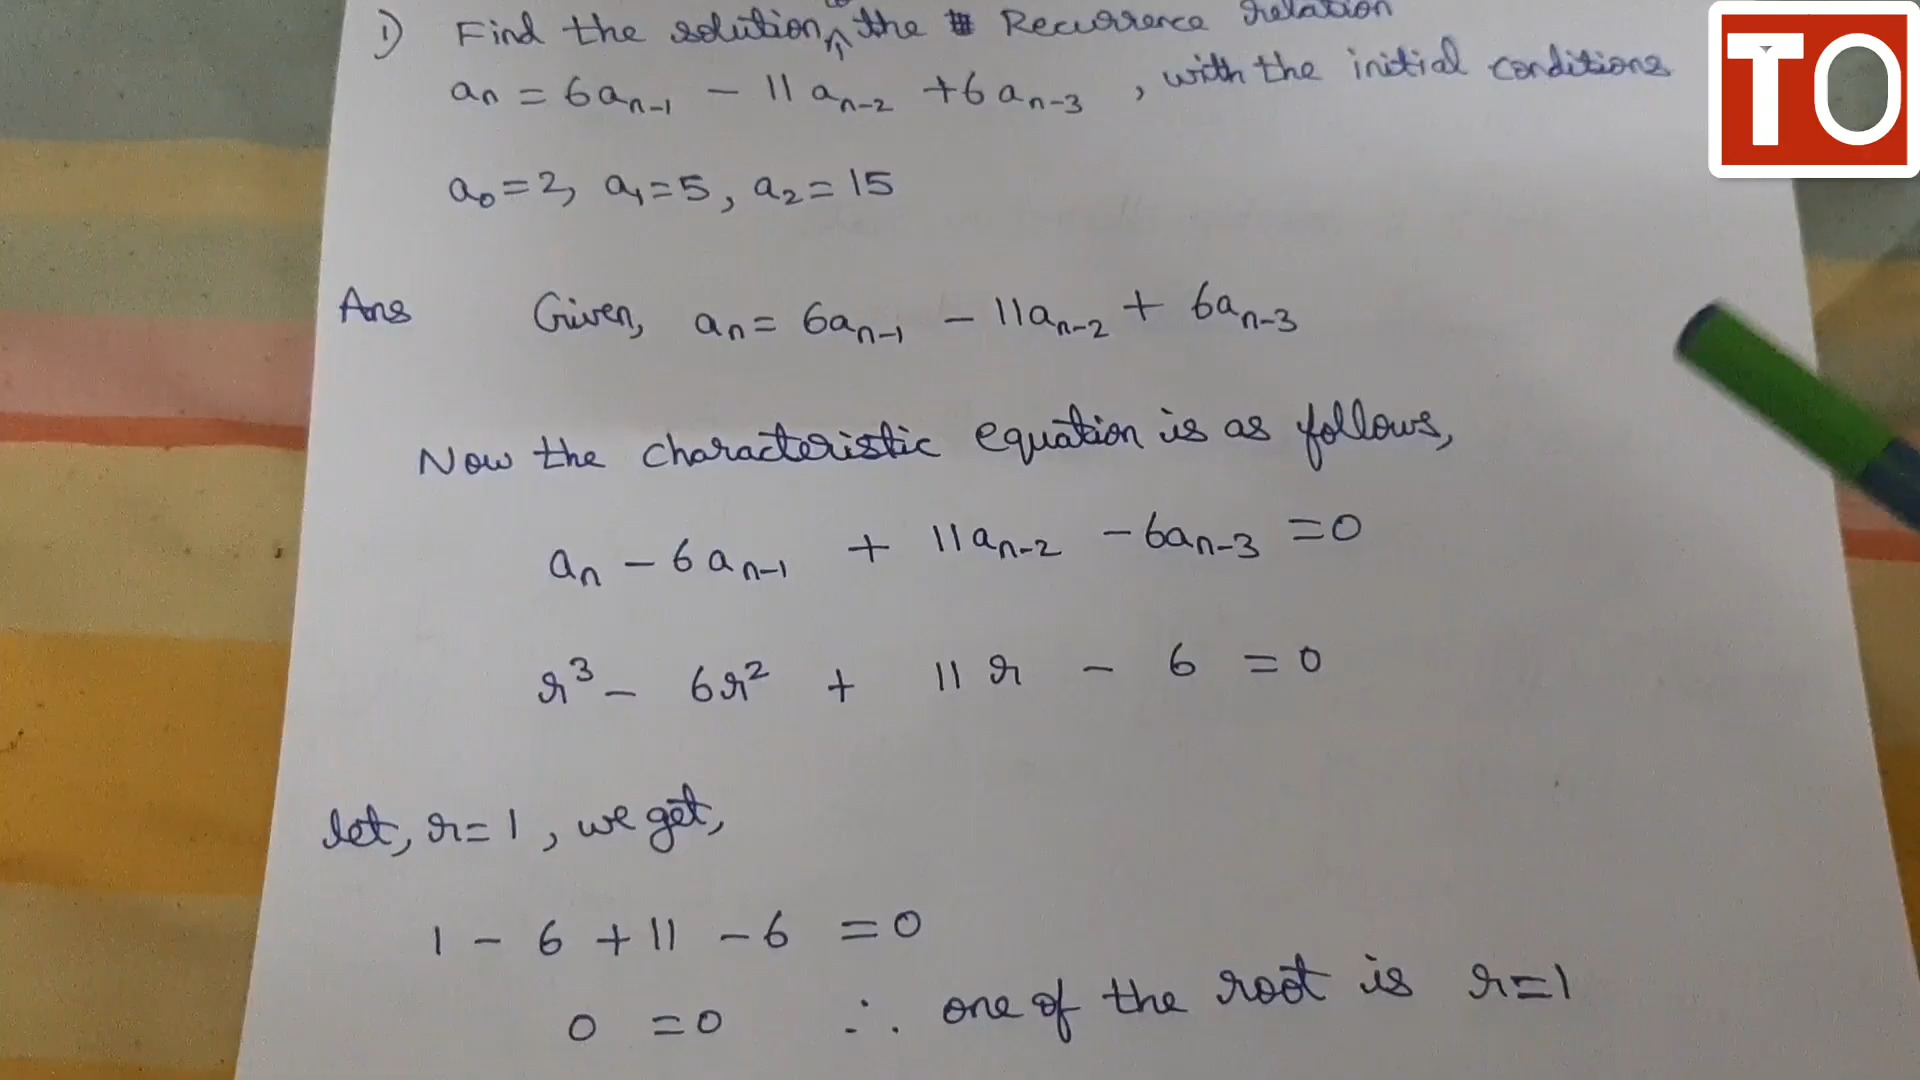 1) Find the solution to the Recurrence relation
an = 6an-1 - 11an-2 + 6an-3, with the initial conditions
a0=2, a1=5, a2=15
Ans Given, an = 6an-1 - 11an-2 + 6an-3
Now the characteristic equation is as follows,
an - 6an-1 + 11an-2 - 6an-3 = 0
r³ - 6r² + 11r - 6 = 0
let, r=1, we get,
1 - 6 + 11 - 6 = 0
0 = 0 ∴ one of the root is r=1
TO